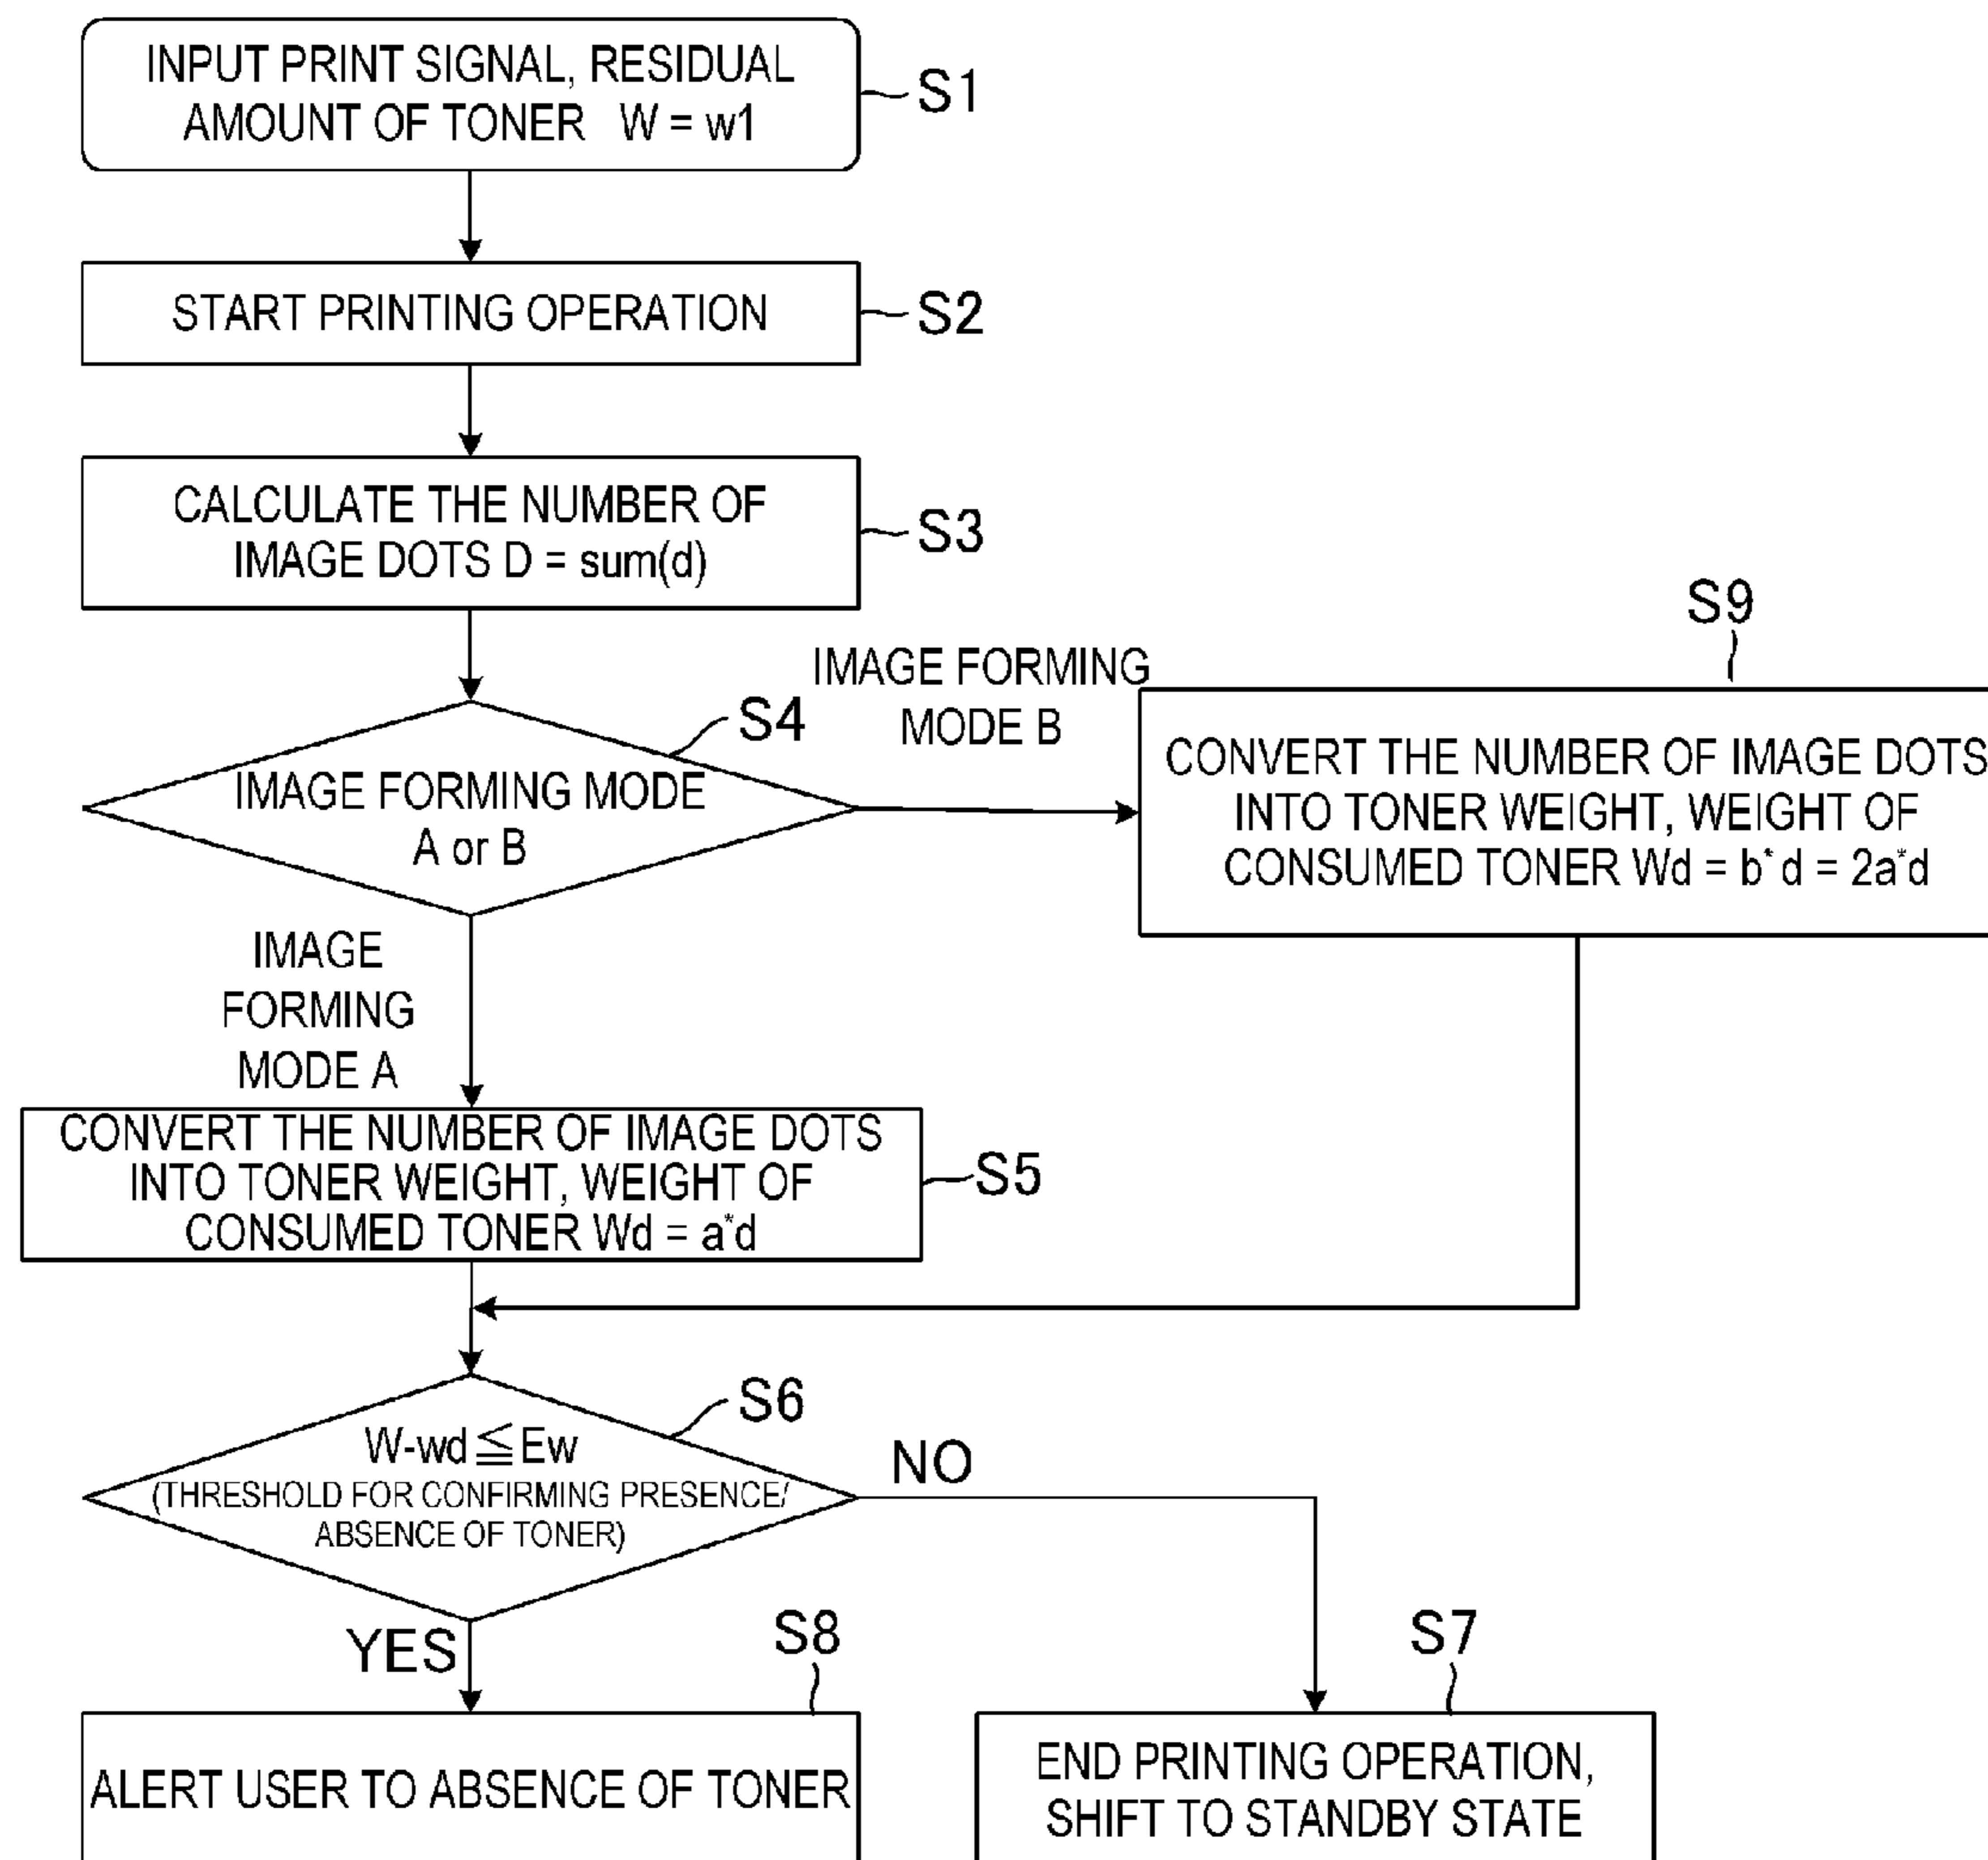 INPUT PRINT SIGNAL, RESIDUAL
AMOUNT OF TONER W = w1
S1
START PRINTING OPERATION
S2
CALCULATE THE NUMBER OF
IMAGE DOTS D = sum(d)
S3
S4
IMAGE FORMING MODE
A or B
IMAGE FORMING
MODE B
S9
CONVERT THE NUMBER OF IMAGE DOTS
INTO TONER WEIGHT, WEIGHT OF
CONSUMED TONER Wd = b* d = 2a*d
IMAGE
FORMING
MODE A
CONVERT THE NUMBER OF IMAGE DOTS
INTO TONER WEIGHT, WEIGHT OF
CONSUMED TONER Wd = a*d
S5
S6
W-wd ≦ Ew
(THRESHOLD FOR CONFIRMING PRESENCE/
ABSENCE OF TONER)
NO
YES
S8
ALERT USER TO ABSENCE OF TONER
S7
END PRINTING OPERATION,
SHIFT TO STANDBY STATE